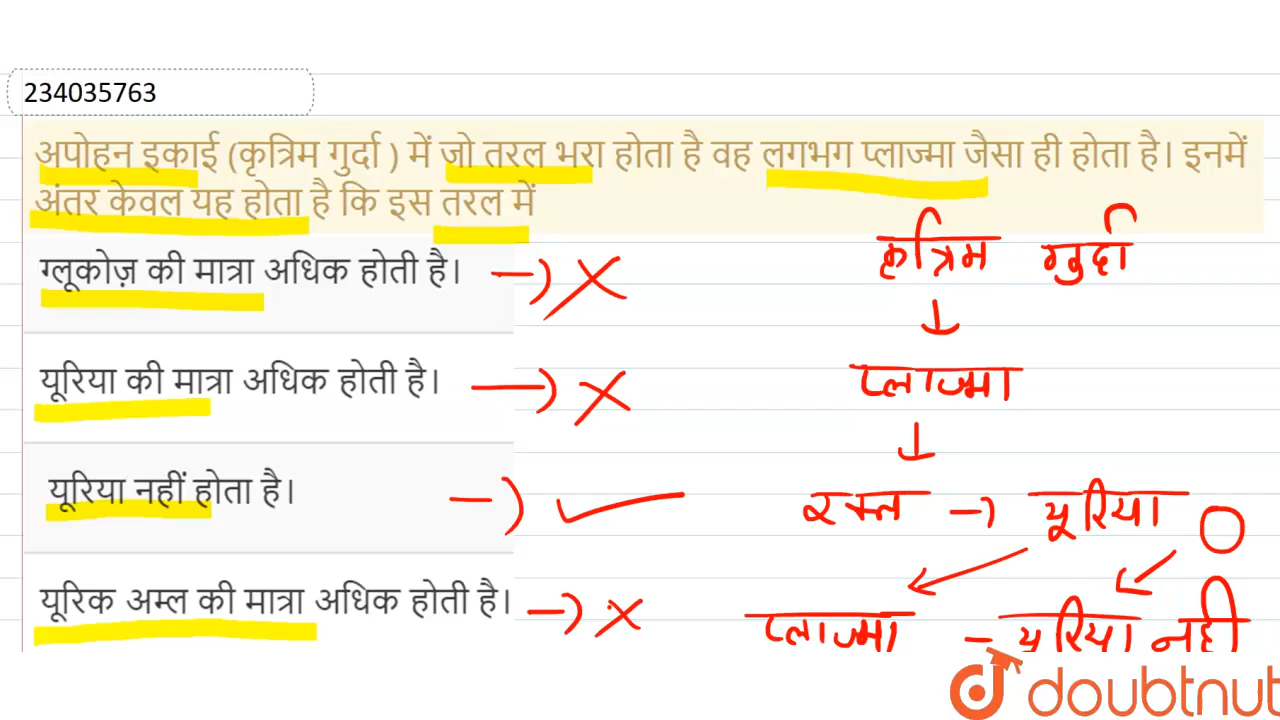 234035763
अपोहन इकाई (कृत्रिम गुर्दा ) में जो तरल भरा होता है वह लगभग प्लाज्मा जैसा ही होता है। इनमें
अंतर केवल यह होता है कि इस तरल में
ग्लूकोज़ की मात्रा अधिक होती है।
यूरिया की मात्रा अधिक होती है।
यूरिया नहीं होता है।
यूरिक अम्ल की मात्रा अधिक होती है।
कृत्रिम गुर्दा
प्लाज्मा
रक्त → यूरिया
प्लाज्मा - यूरिया नही
doubtnut